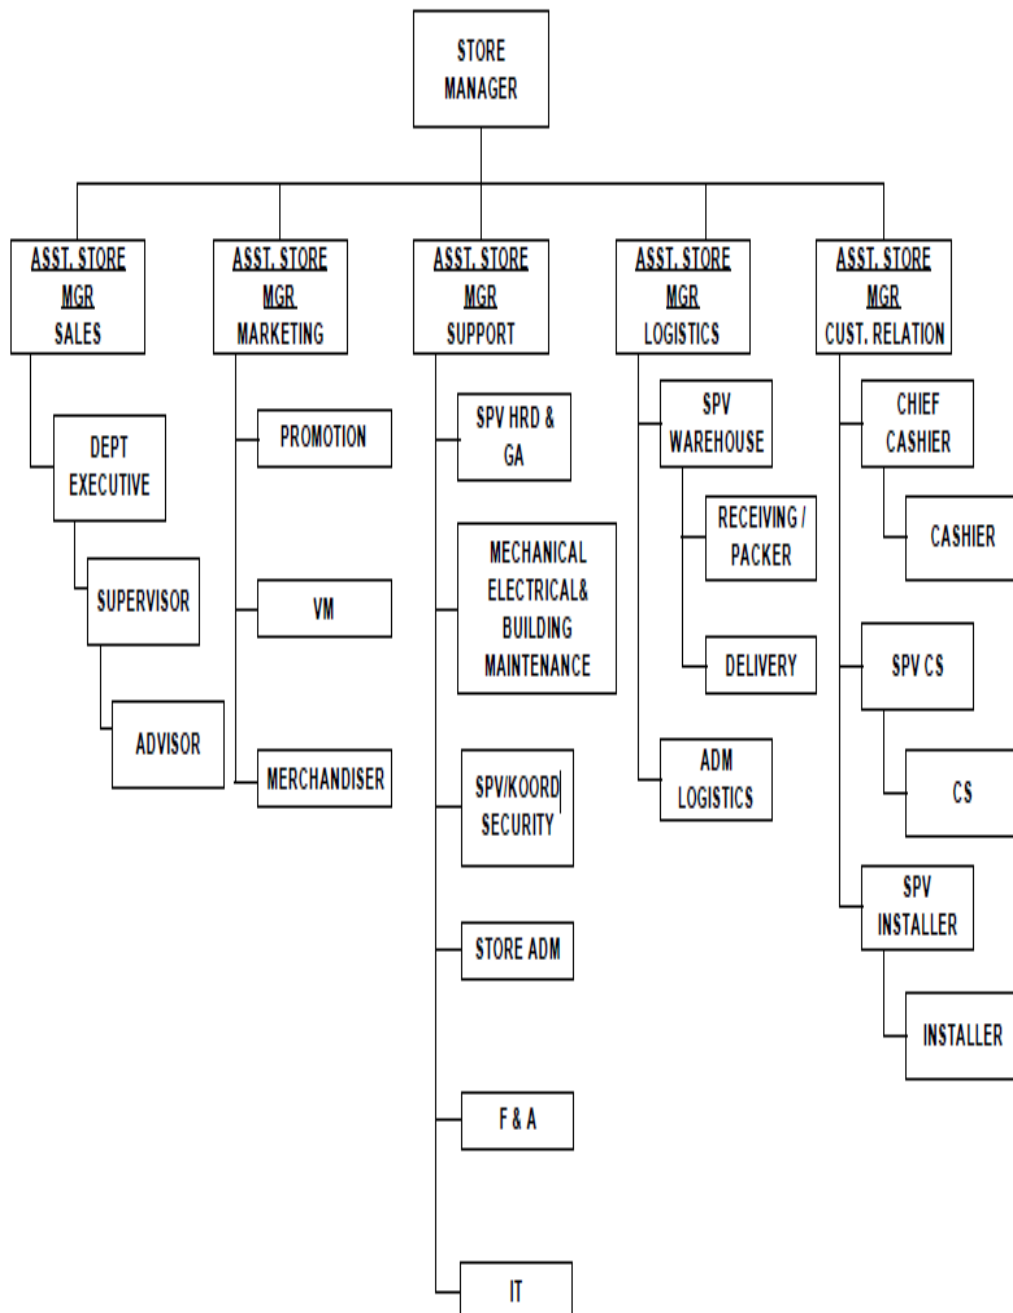 STORE
MANAGER
ASST. STORE
MGR
SALES
DEPT
EXECUTIVE
SUPERVISOR
ADVISOR
ASST. STORE
MGR
MARKETING
PROMOTION
VM
MERCHANDISER
ASST. STORE
MGR
SUPPORT
SPV HRD &
GA
MECHANICAL
ELECTRICAL&
BUILDING
MAINTENANCE
SPV/KOORD
SECURITY
STORE ADM
F & A
IT
ASST. STORE
MGR
LOGISTICS
SPV
WAREHOUSE
RECEIVING /
PACKER
DELIVERY
ADM
LOGISTICS
ASST. STORE
MGR
CUST. RELATION
CHIEF
CASHIER
CASHIER
SPV CS
CS
SPV
INSTALLER
INSTALLER